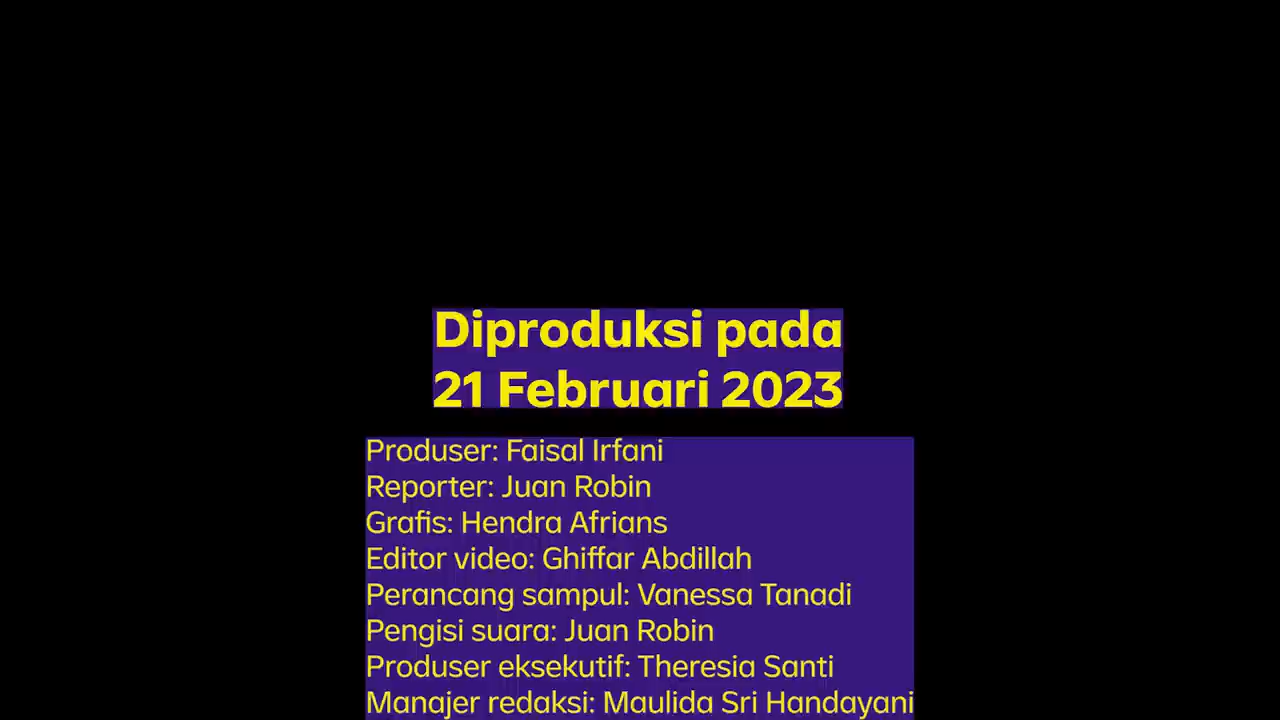 Diproduksi pada
21 Februari 2023
Produser: Faisal Irfani
Reporter: Juan Robin
Grafis: Hendra Afrians
Editor video: Ghiffar Abdillah
Perancang sampul: Vanessa Tanadi
Pengisi suara: Juan Robin
Produser eksekutif: Theresia Santi
Manajer redaksi: Maulida Sri Handayani